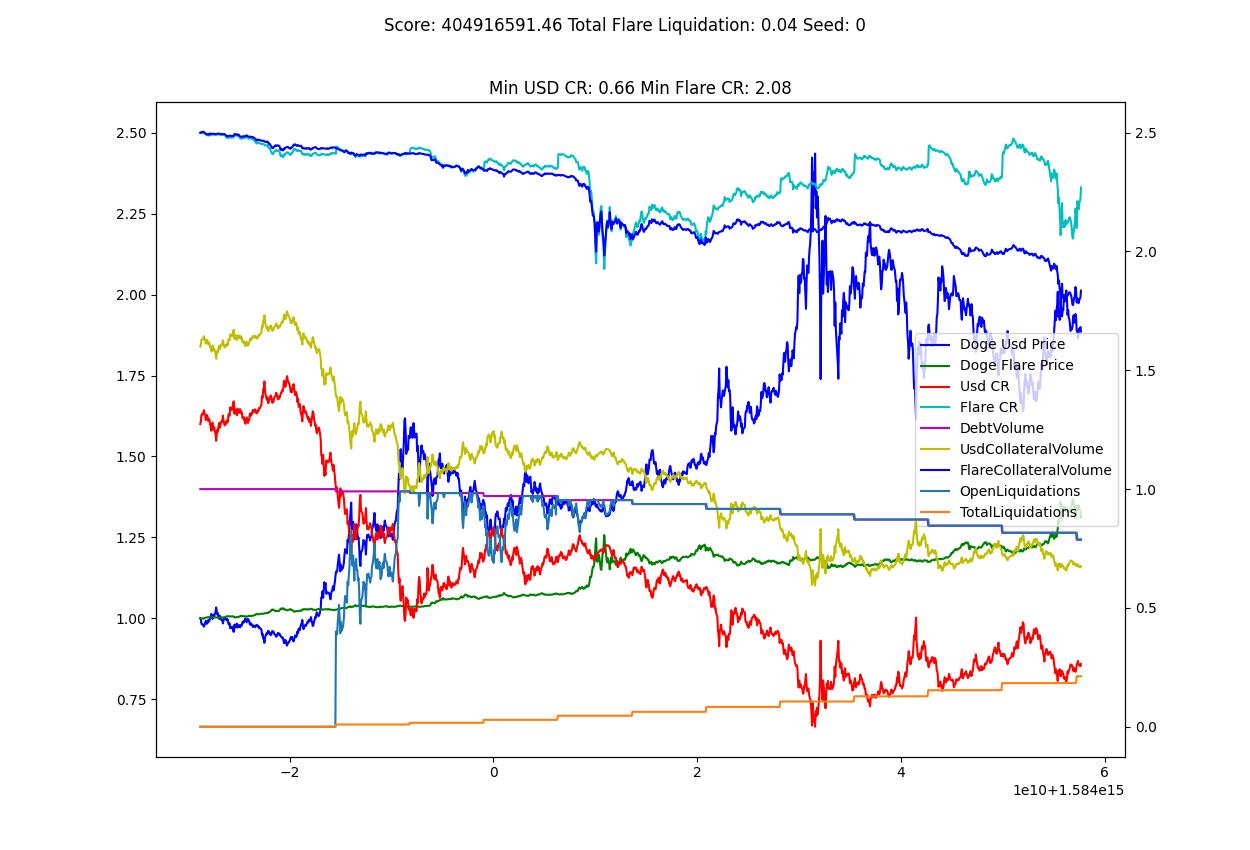 Score: 404916591.46 Total Flare Liquidation: 0.04 Seed: 0
Min USD CR: 0.66 Min Flare CR: 2.08
2.50
2.25
2.00
1.75
1.50
1.25
1.00
0.75
2.5
2.0
1.5
1.0
0.5
0.0
Doge Usd Price
Doge Flare Price
Usd CR
Flare CR
DebtVolume
UsdCollateralVolume
FlareCollateralVolume
OpenLiquidations
TotalLiquidations
−2 0 2 4 6
1e10+1.584e15